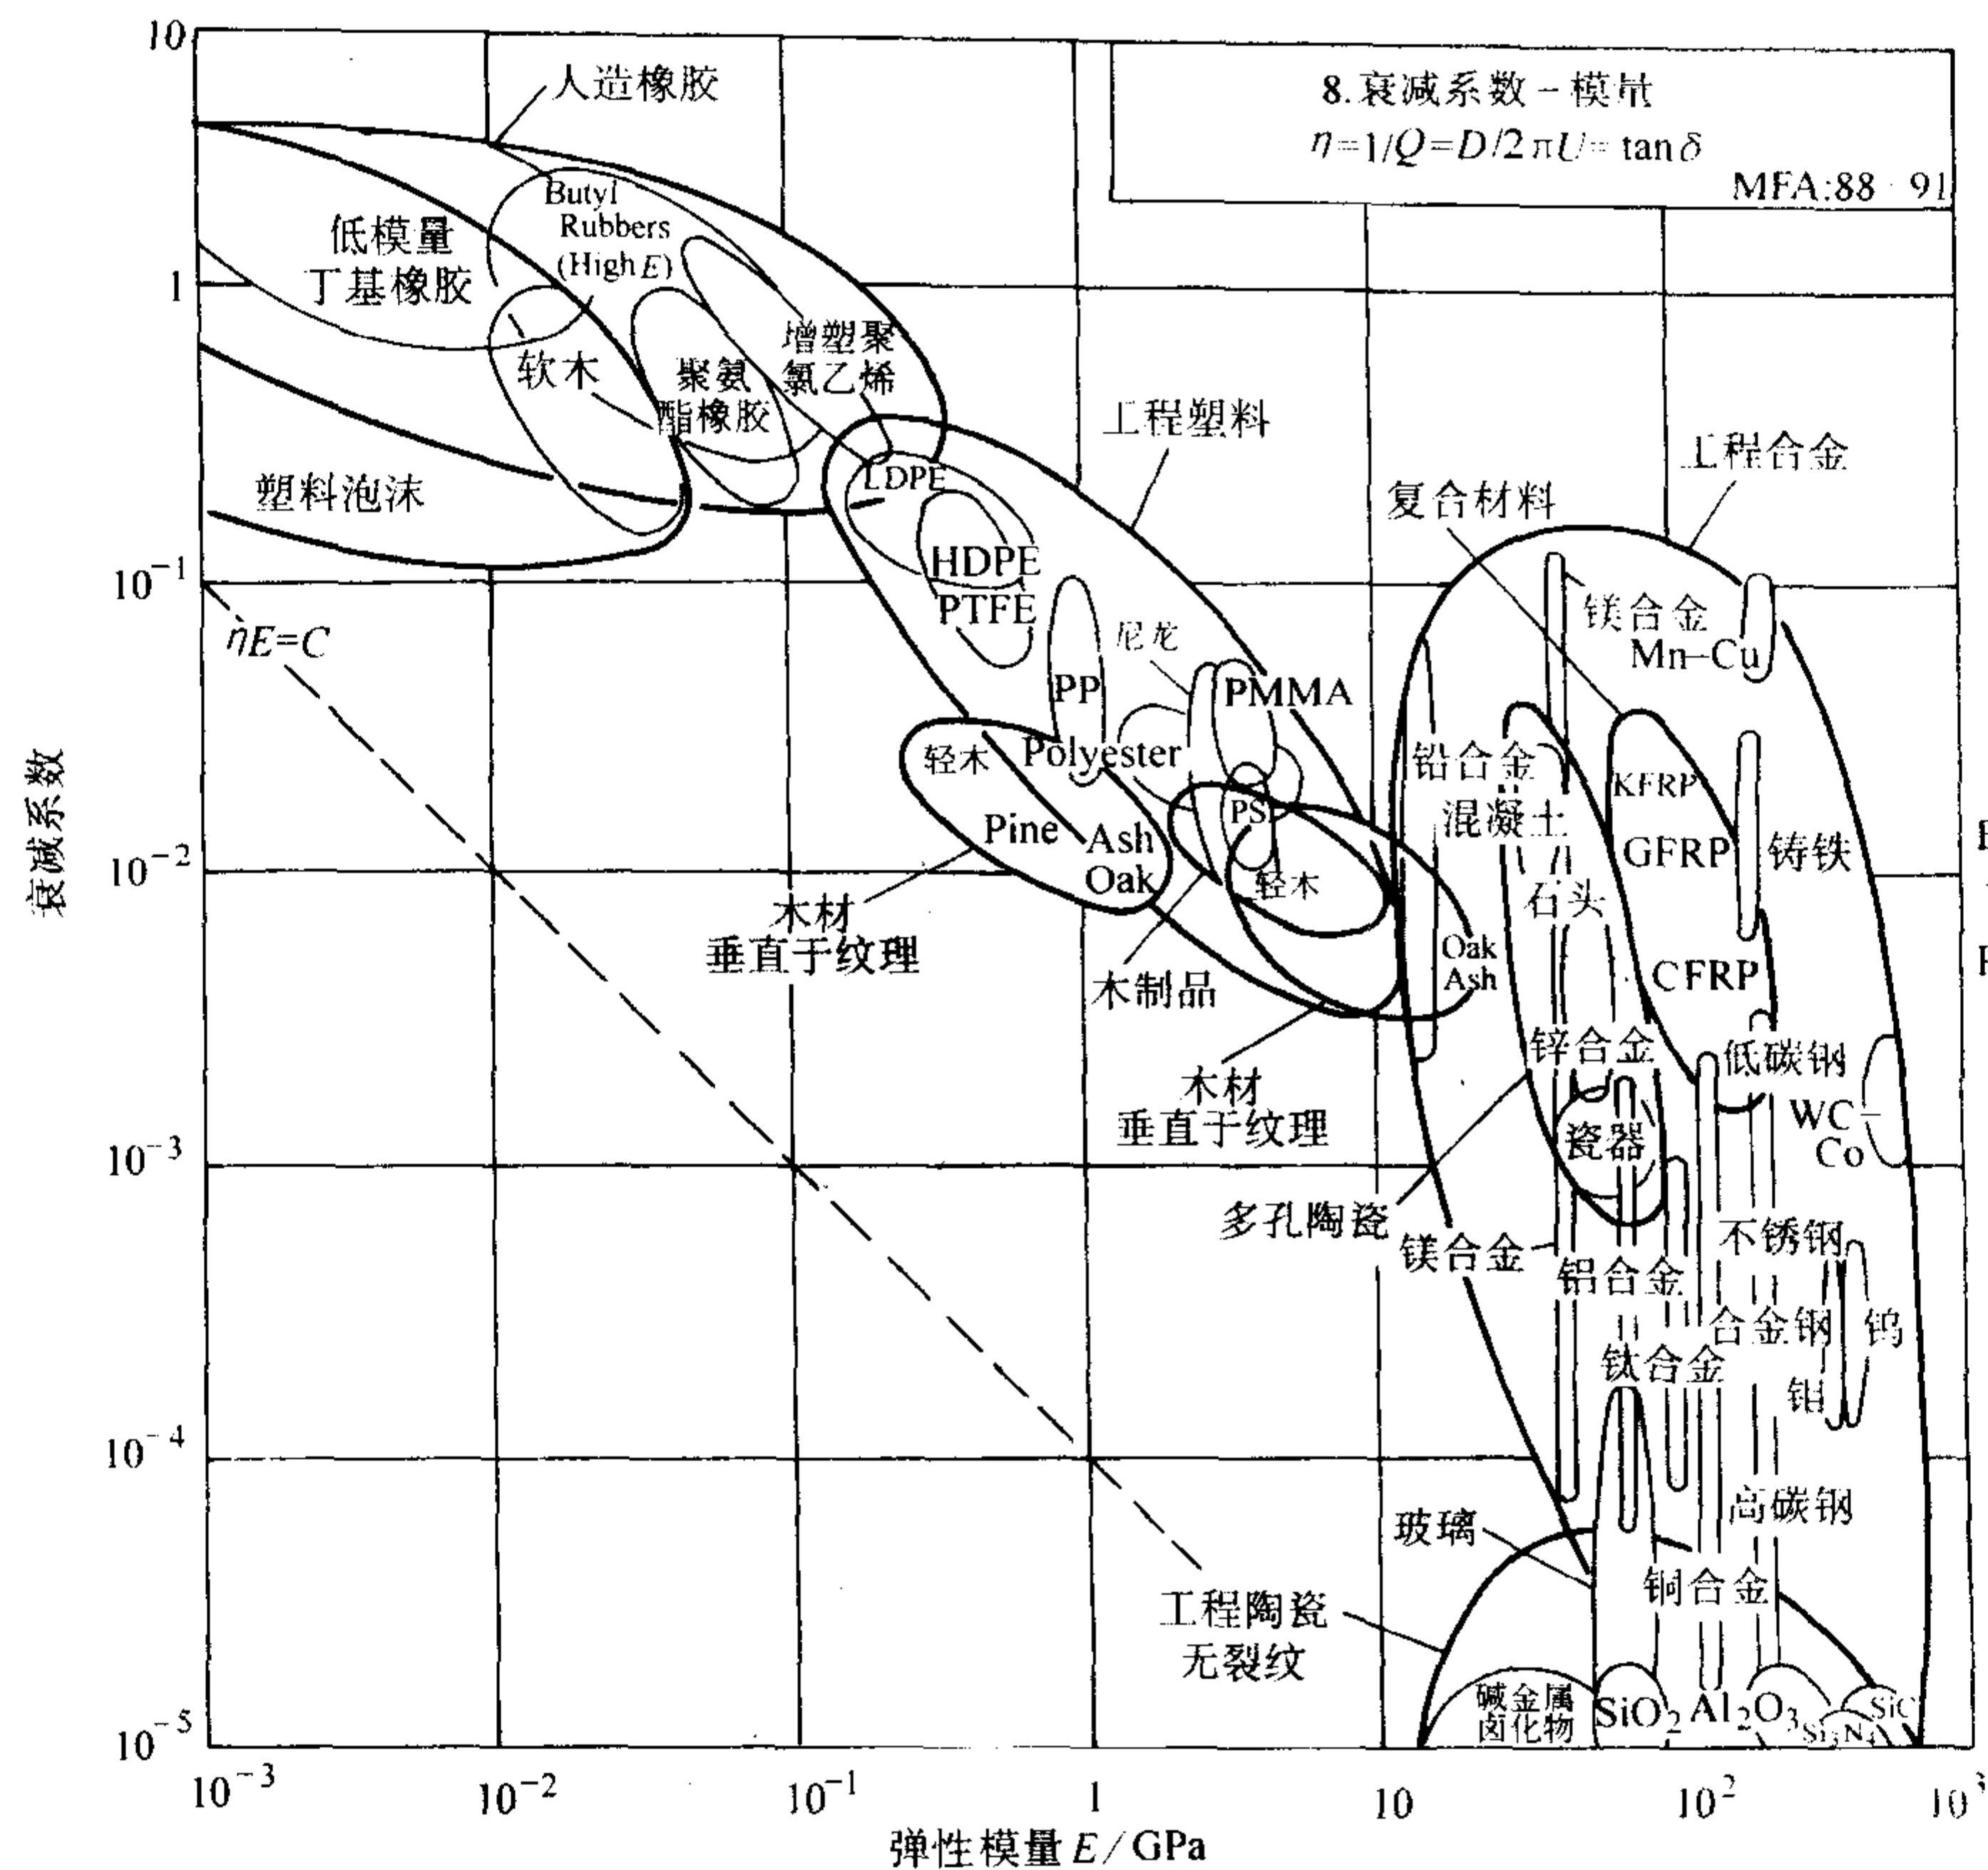 8.衰减系数－模量
η=1/Q=D/2πU=tanδ
MFA:88－91
10
1
10⁻¹
10⁻²
10⁻³
10⁻⁴
10⁻⁵
衰减系数
人造橡胶
低模量
丁基橡胶
Butyl
Rubbers
(High E)
软木
聚氨
酯橡胶
增塑聚
氯乙烯
塑料泡沫
ηE=C
LDPE
HDPE
PTFE
工程塑料
PP
尼龙
PMMA
Polyester
PS
轻木
Pine
Ash
Oak
木材
垂直于纹理
木制品
轻木
Oak
Ash
木材
垂直于纹理
复合材料
工程合金
镁合金
Mn–Cu
铅合金
混凝土
石头
KFRP
GFRP
铸铁
CFRP
锌合金
低碳钢
WC–
Co
瓷器
多孔陶瓷
镁合金
铝合金
不锈钢
合金钢
钨
钛合金
钼
高碳钢
玻璃
铜合金
工程陶瓷
无裂纹
碱金属
卤化物
SiO₂
Al₂O₃
Si₃N₄
SiC
10⁻³
10⁻²
10⁻¹
1
10
10²
10³
弹性模量 E/GPa